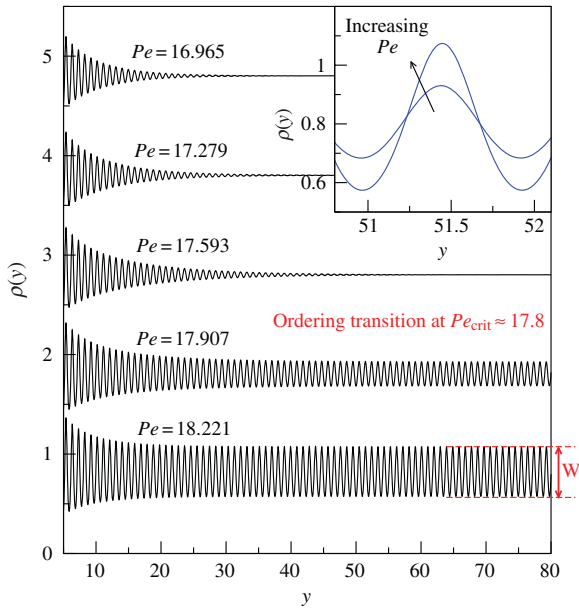 5
4
3
2
1
0
ρ(y)
10 20 30 40 50 60 70 80
y
Pe = 16.965
Pe = 17.279
Pe = 17.593
Ordering transition at Pecrit ≈ 17.8
Pe = 17.907
Pe = 18.221
W
Increasing
Pe
1
1
0.8
0.6
ρ(y)
51 51.5 52
y